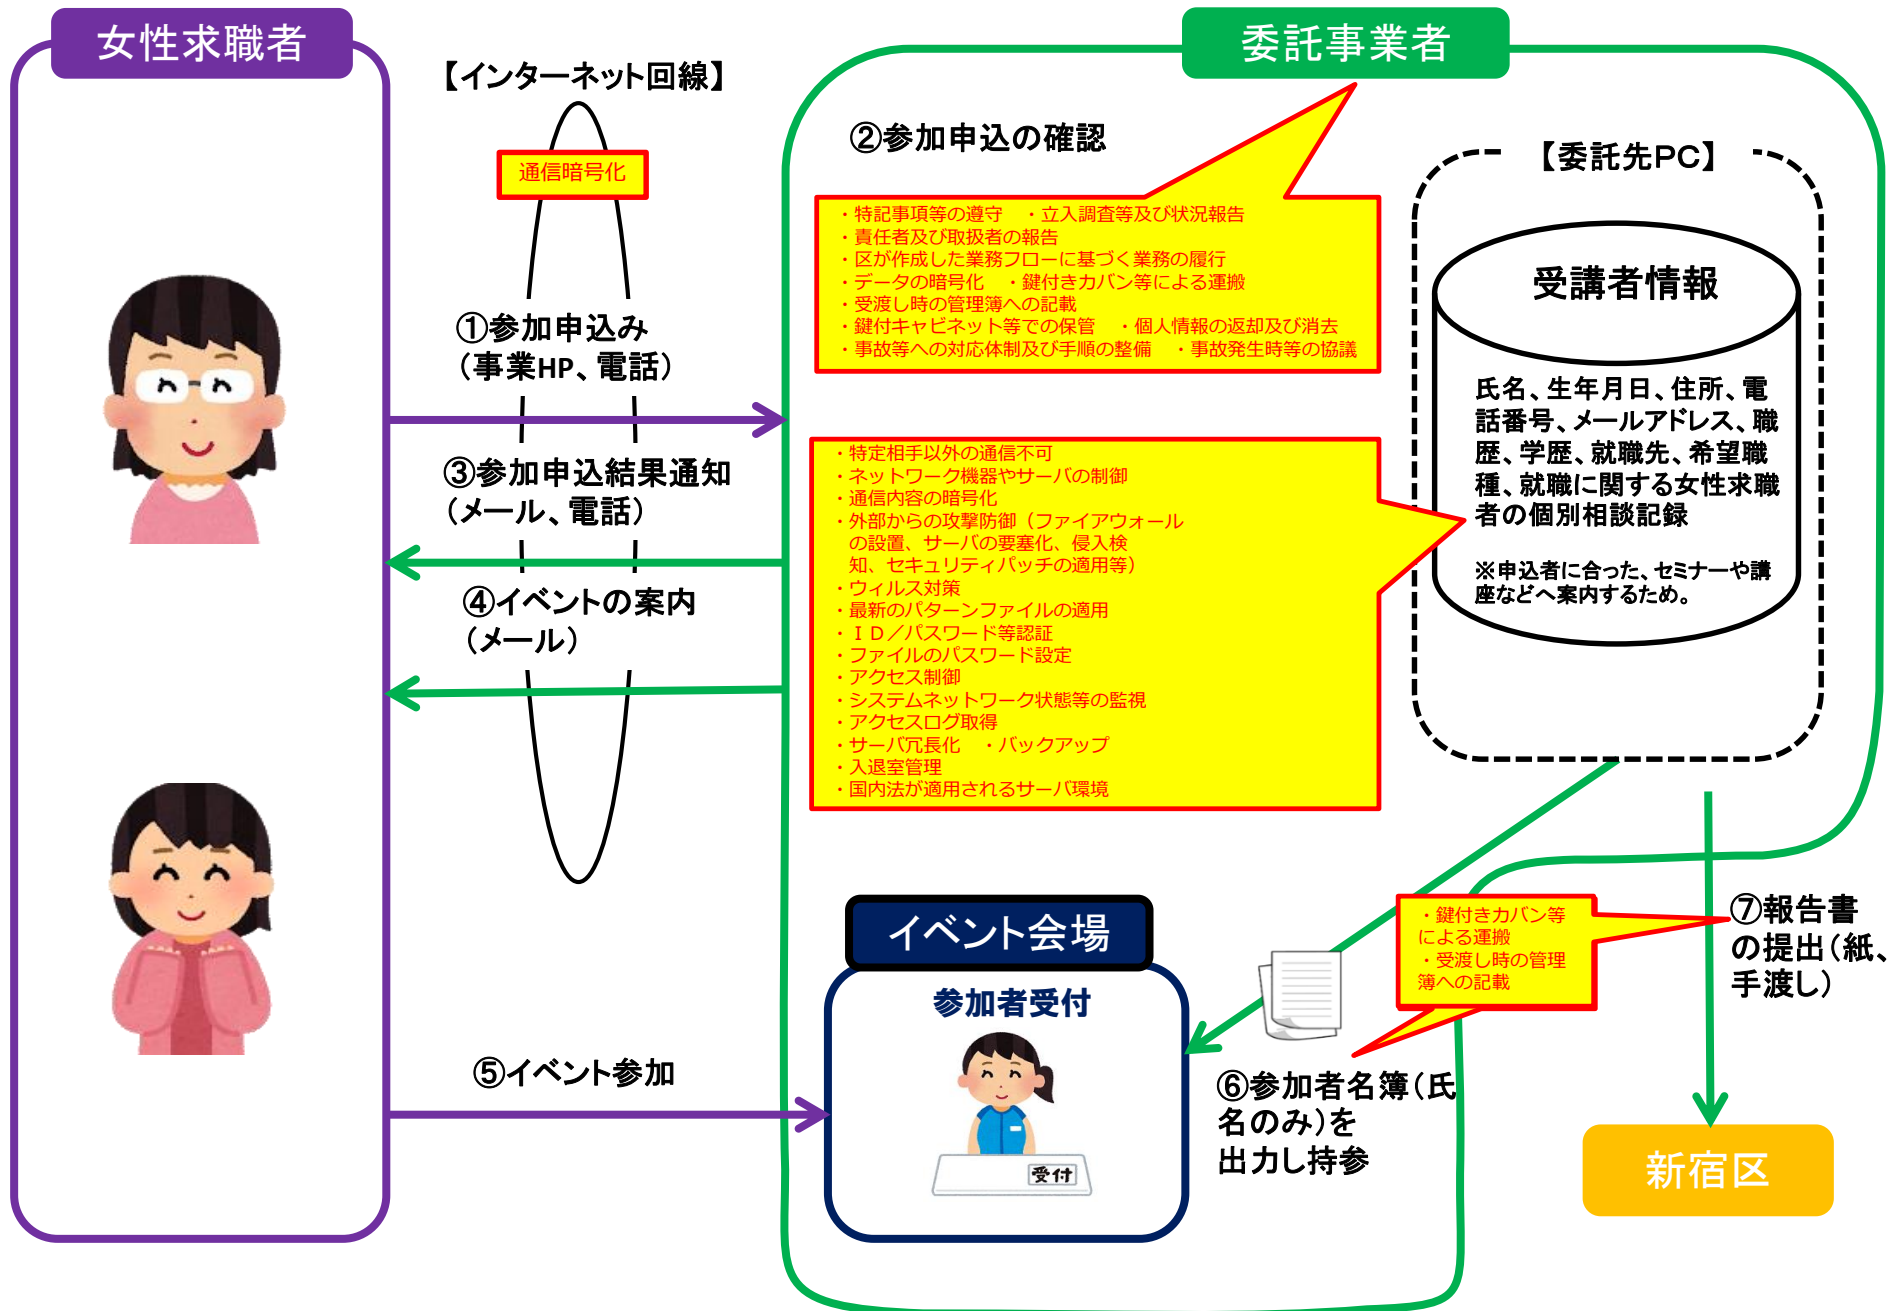 女性求職者
【インターネット回線】
通信暗号化
①参加申込み
（事業HP、電話）
③参加申込結果通知
（メール、電話）
④イベントの案内
（メール）
⑤イベント参加
委託事業者
②参加申込の確認
・特記事項等の遵守　・立入調査等及び状況報告
・責任者及び取扱者の報告
・区が作成した業務フローに基づく業務の履行
・データの暗号化　・鍵付きカバン等による運搬
・受渡し時の管理簿への記載
・鍵付キャビネット等での保管　・個人情報の返却及び消去
・事故等への対応体制及び手順の整備　・事故発生時等の協議
・特定相手以外の通信不可
・ネットワーク機器やサーバの制御
・通信内容の暗号化
・外部からの攻撃防御（ファイアウォール
の設置、サーバの要塞化、侵入検
知、セキュリティパッチの適用等）
・ウィルス対策
・最新のパターンファイルの適用
・ＩＤ／パスワード等認証
・ファイルのパスワード設定
・アクセス制御
・システムネットワーク状態等の監視
・アクセスログ取得
・サーバ冗長化　・バックアップ
・入退室管理
・国内法が適用されるサーバ環境
【委託先PC】
受講者情報
氏名、生年月日、住所、電
話番号、メールアドレス、職
歴、学歴、就職先、希望職
種、就職に関する女性求職
者の個別相談記録
※申込者に合った、セミナーや講
座などへ案内するため。
イベント会場
参加者受付
受付
・鍵付きカバン等
による運搬
・受渡し時の管理
簿への記載
⑥参加者名簿（氏
名のみ）を
出力し持参
⑦報告書
の提出（紙、
手渡し）
新宿区